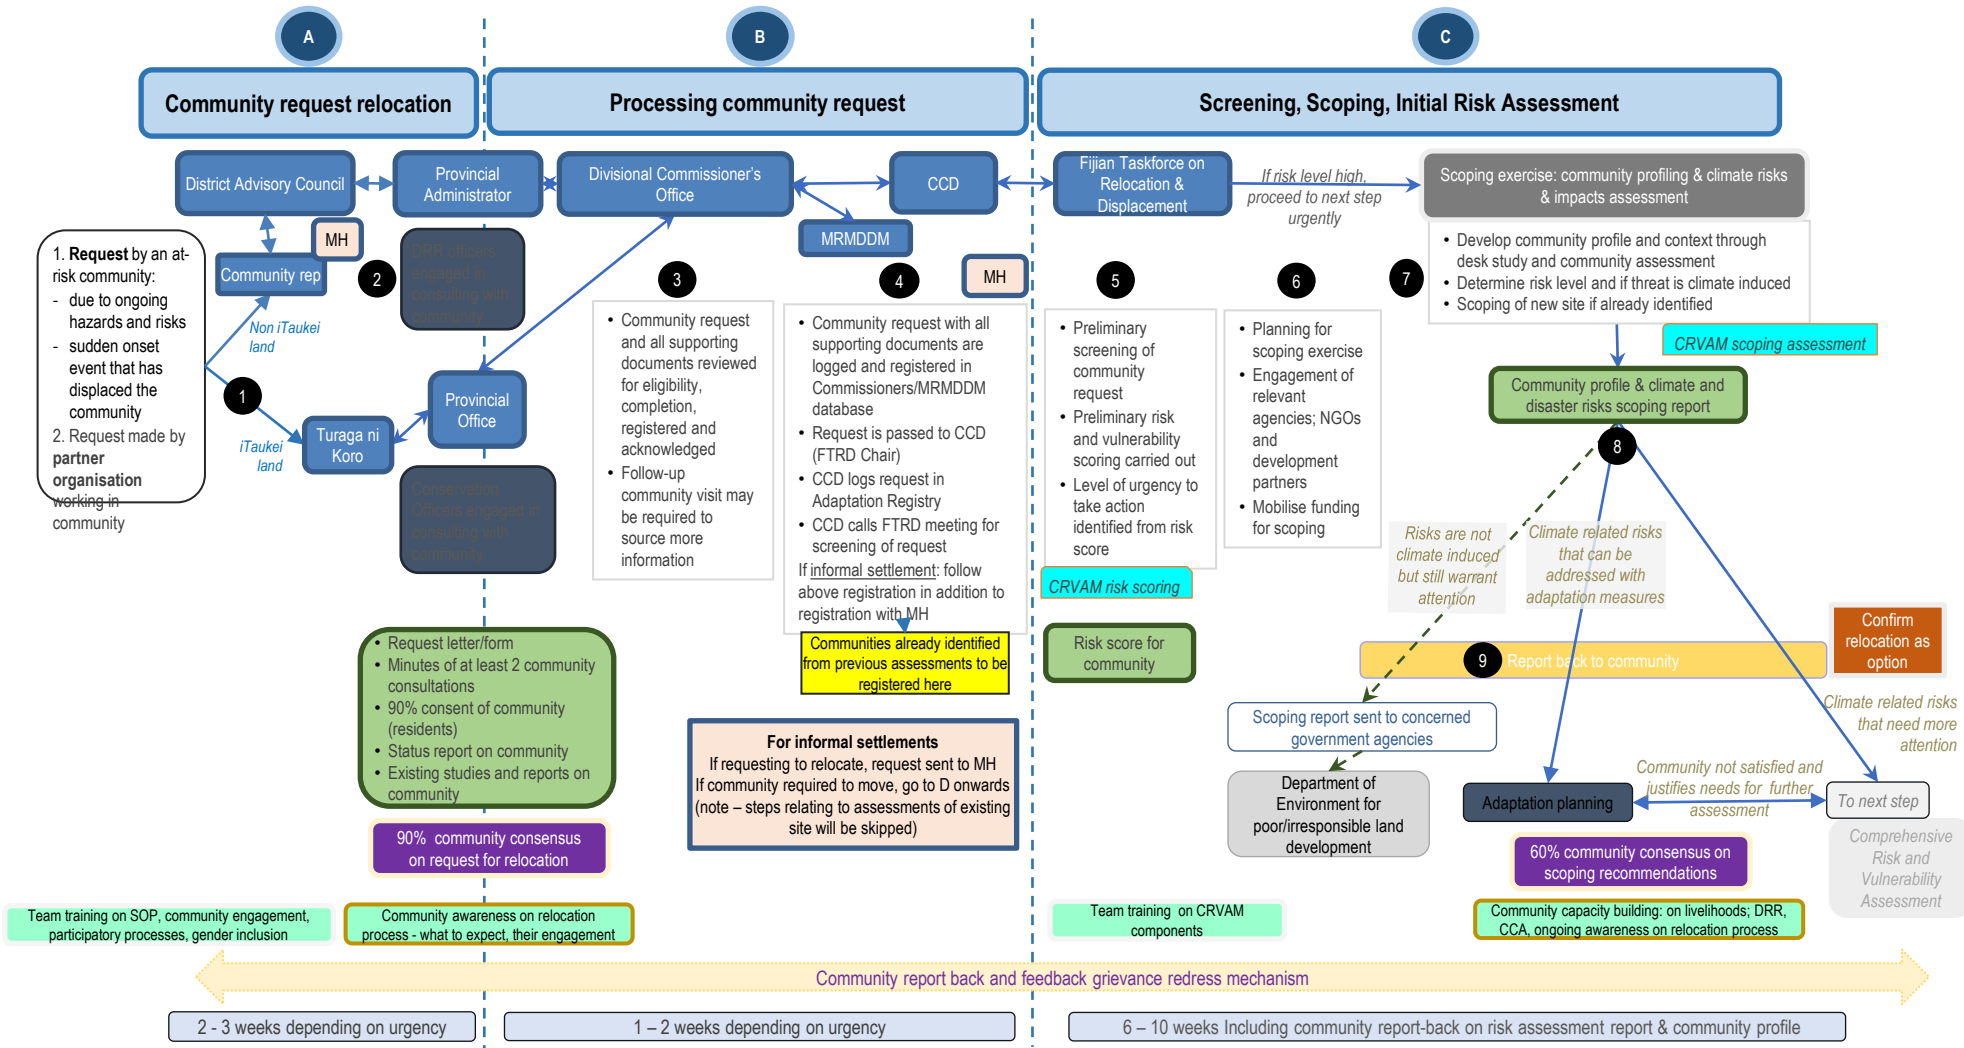 A
B
C
Community request relocation
Processing community request
Screening, Scoping, Initial Risk Assessment
District Advisory Council
Provincial
Administrator
Divisional Commissioner's
Office
CCD
MRMDDM
Fijian Taskforce on
Relocation &
Displacement
If risk level high,
proceed to next step
urgently
Scoping exercise: community profiling & climate risks
& impacts assessment
MH
Community rep
1. Request by an at-
risk community:
- due to ongoing
hazards and risks
- sudden onset
event that has
displaced the
community
2. Request made by
partner
organisation
working in
community
Non iTaukei
land
1
iTaukei
land
Turaga ni
Koro
Provincial
Office
2
DRR officers
engaged in
consulting with
community
Conservation
Officers engaged in
consulting with
community
3
• Community request
and all supporting
documents reviewed
for eligibility,
completion,
registered and
acknowledged
• Follow-up
community visit may
be required to
source more
information
4
MH
• Community request with all
supporting documents are
logged and registered in
Commissioners/MRMDDM
database
• Request is passed to CCD
(FTRD Chair)
• CCD logs request in
Adaptation Registry
• CCD calls FTRD meeting for
screening of request
If informal settlement: follow
above registration in addition to
registration with MH
Communities already identified
from previous assessments to be
registered here
5
• Preliminary
screening of
community
request
• Preliminary risk
and vulnerability
scoring carried out
• Level of urgency to
take action
identified from risk
score
CRVAM risk scoring
Risk score for
community
6
• Planning for
scoping exercise
• Engagement of
relevant
agencies; NGOs
and
development
partners
• Mobilise funding
for scoping
7
• Develop community profile and context through
desk study and community assessment
• Determine risk level and if threat is climate induced
• Scoping of new site if already identified
CRVAM scoping assessment
Community profile & climate and
disaster risks scoping report
8
Risks are not
climate induced
but still warrant
attention
Climate related risks
that can be
addressed with
adaptation measures
Confirm
relocation as
option
9
Report back to community
Climate related risks
that need more
attention
Scoping report sent to concerned
government agencies
Department of
Environment for
poor/irresponsible land
development
Adaptation planning
Community not satisfied and
justifies needs for further
assessment
To next step
Comprehensive
Risk and
Vulnerability
Assessment
60% community consensus on
scoping recommendations
• Request letter/form
• Minutes of at least 2 community
consultations
• 90% consent of community
(residents)
• Status report on community
• Existing studies and reports on
community
90% community consensus
on request for relocation
For informal settlements
If requesting to relocate, request sent to MH
If community required to move, go to D onwards
(note – steps relating to assessments of existing
site will be skipped)
Team training on SOP, community engagement,
participatory processes, gender inclusion
Community awareness on relocation
process - what to expect, their engagement
Team training on CRVAM
components
Community capacity building: on livelihoods; DRR,
CCA, ongoing awareness on relocation process
Community report back and feedback grievance redress mechanism
2 - 3 weeks depending on urgency
1 – 2 weeks depending on urgency
6 – 10 weeks Including community report-back on risk assessment report & community profile